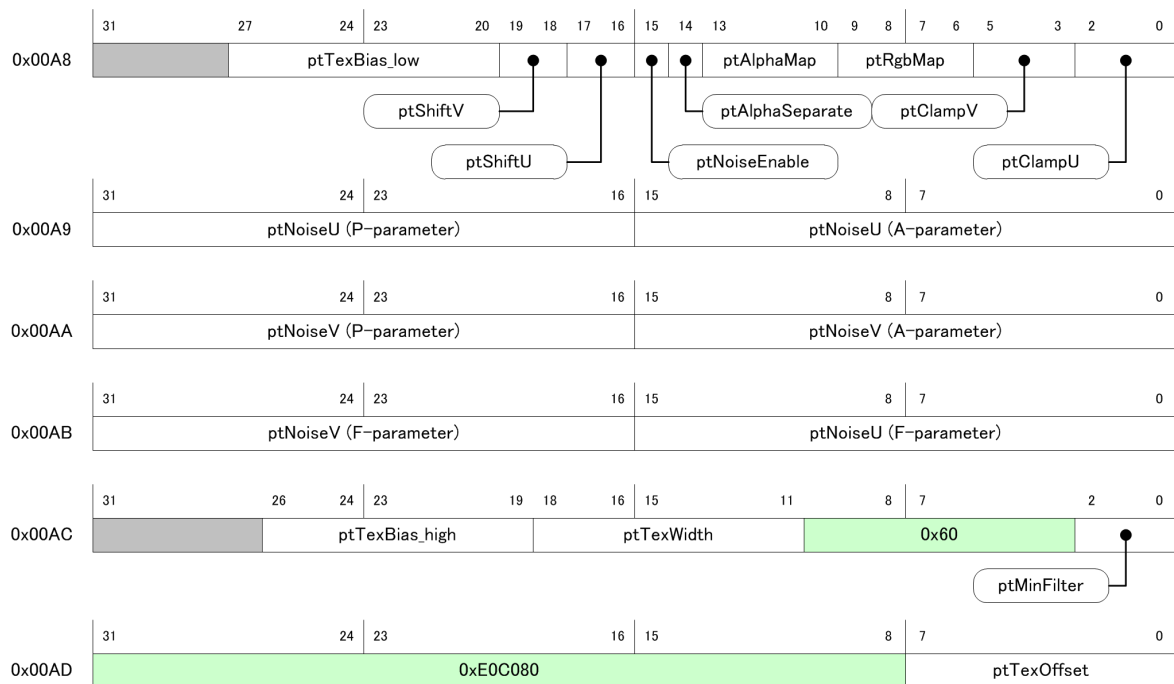 31 27 24 23 20 19 18 17 16 15 14 13 10 9 8 7 6 5 3 2 0
0x00A8 ptTexBias_low ptAlphaMap ptRgbMap
ptShiftV ptAlphaSeparate ptClampV
ptShiftU ptNoiseEnable ptClampU
31 24 23 16 15 8 7 0
0x00A9 ptNoiseU (P-parameter) ptNoiseU (A-parameter)
31 24 23 16 15 8 7 0
0x00AA ptNoiseV (P-parameter) ptNoiseV (A-parameter)
31 24 23 16 15 8 7 0
0x00AB ptNoiseV (F-parameter) ptNoiseU (F-parameter)
31 26 24 23 19 18 16 15 11 8 7 2 0
0x00AC ptTexBias_high ptTexWidth 0x60
ptMinFilter
31 24 23 16 15 8 7 0
0x00AD 0xE0C080 ptTexOffset